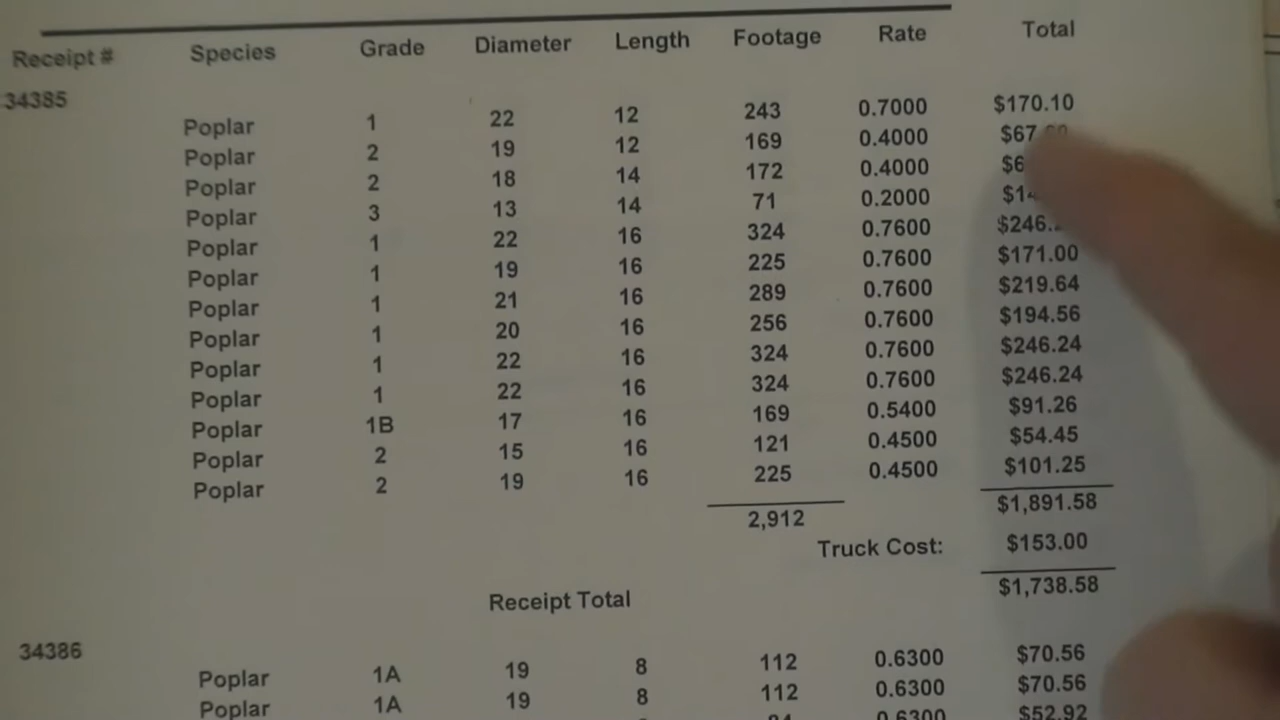 Receipt # Species Grade Diameter Length Footage Rate Total
34385
Poplar 1 22 12 243 0.7000 $170.10
Poplar 2 19 12 169 0.4000
Poplar 2 18 14 172 0.4000
Poplar 3 13 14 71 0.2000
Poplar 1 22 16 324 0.7600
Poplar 1 19 16 225 0.7600 $171.00
Poplar 1 21 16 289 0.7600 $219.64
Poplar 1 20 16 256 0.7600 $194.56
Poplar 1 22 16 324 0.7600 $246.24
Poplar 1 22 16 324 0.7600 $246.24
Poplar 1B 17 16 169 0.5400 $91.26
Poplar 2 15 16 121 0.4500 $54.45
Poplar 2 19 16 225 0.4500 $101.25
2,912 $1,891.58
Truck Cost: $153.00
Receipt Total $1,738.58
34386
Poplar 1A 19 8 112 0.6300 $70.56
Poplar 1A 19 8 112 0.6300 $70.56
0.6300 $52.92